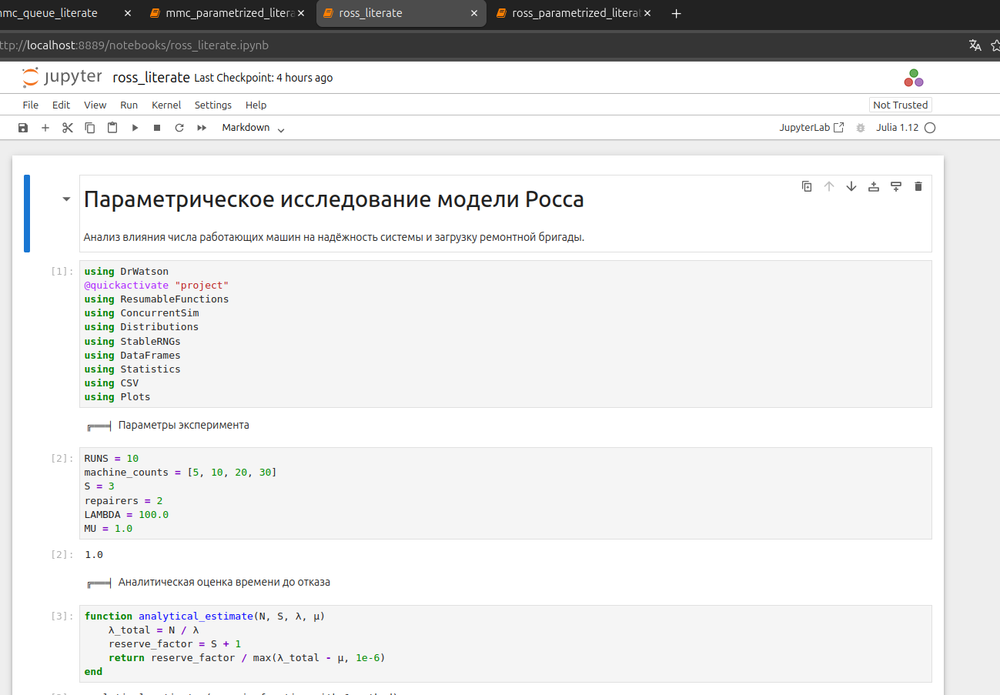 mmc_queue_literate × mmc_parametrized_litera × ross_literate × ross_parametrized_literat × +
ttp://localhost:8889/notebooks/ross_literate.ipynb
jupyter ross_literate Last Checkpoint: 4 hours ago
File Edit View Run Kernel Settings Help Not Trusted
Markdown JupyterLab Julia 1.12
Параметрическое исследование модели Росса
Анализ влияния числа работающих машин на надёжность системы и загрузку ремонтной бригады.
[1]: using DrWatson
@quickactivate "project"
using ResumableFunctions
using ConcurrentSim
using Distributions
using StableRNGs
using DataFrames
using Statistics
using CSV
using Plots
╔══╡ Параметры эксперимента
[2]: RUNS = 10
machine_counts = [5, 10, 20, 30]
S = 3
repairers = 2
LAMBDA = 100.0
MU = 1.0
[2]: 1.0
╔══╡ Аналитическая оценка времени до отказа
[3]: function analytical_estimate(N, S, λ, μ)
λ_total = N / λ
reserve_factor = S + 1
return reserve_factor / max(λ_total - μ, 1e-6)
end